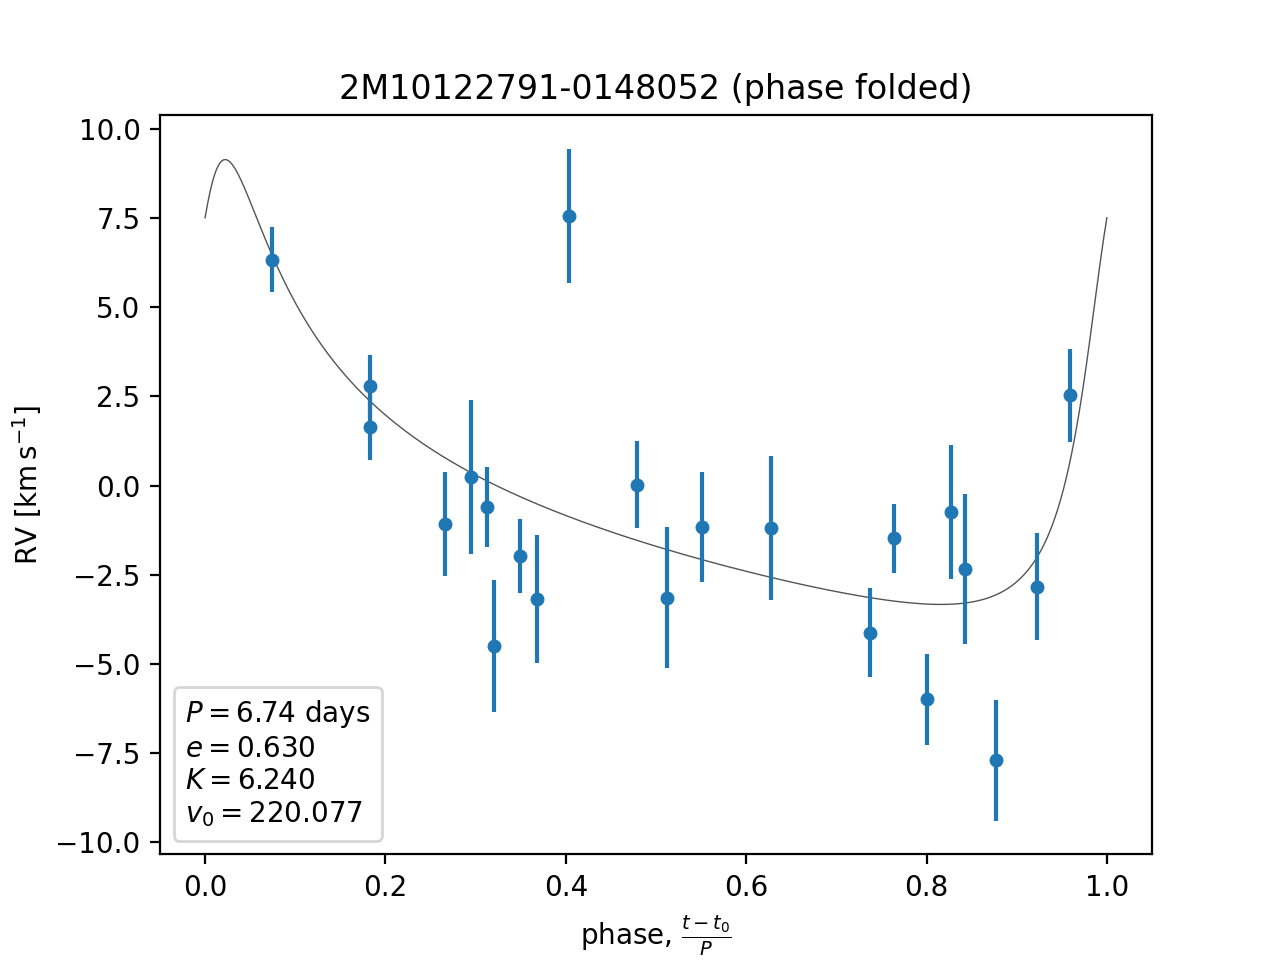 2M10122791-0148052 (phase folded)
RV [km s⁻¹]
10.0
7.5
5.0
2.5
0.0
−2.5
−5.0
−7.5
−10.0
P = 6.74 days
e = 0.630
K = 6.240
v₀ = 220.077
0.0 0.2 0.4 0.6 0.8 1.0
phase, (t − t₀)/P